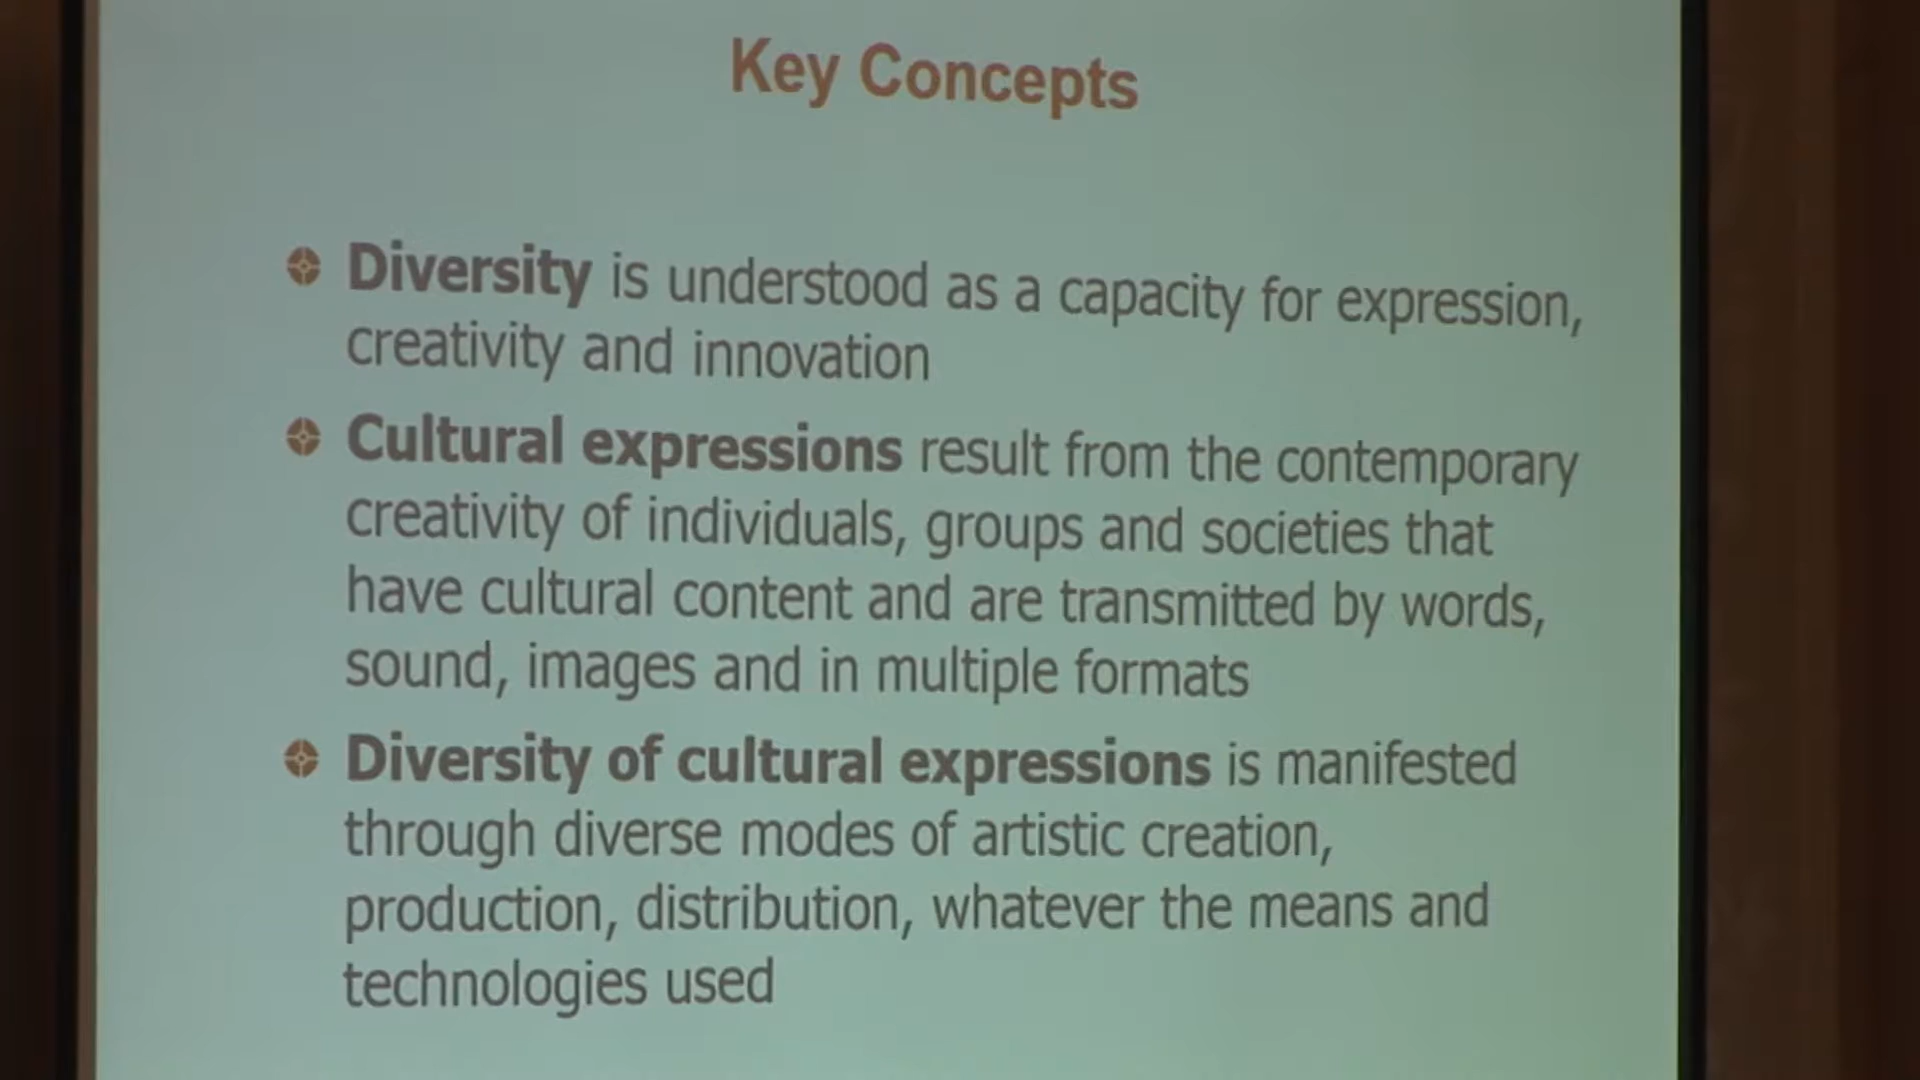 Key Concepts
Diversity is understood as a capacity for expression,
creativity and innovation
Cultural expressions result from the contemporary
creativity of individuals, groups and societies that
have cultural content and are transmitted by words,
sound, images and in multiple formats
Diversity of cultural expressions is manifested
through diverse modes of artistic creation,
production, distribution, whatever the means and
technologies used